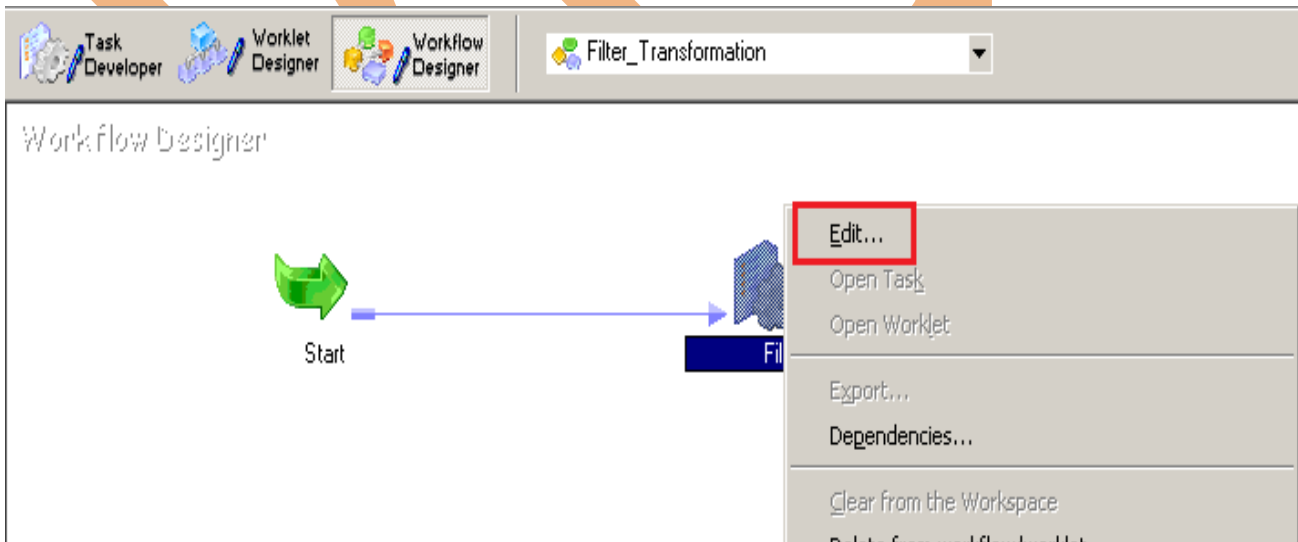 Task Developer
Worklet Designer
Workflow Designer
Filter_Transformation
Workflow Designer
Start
Fil
Edit...
Open Task
Open Worklet
Export...
Dependencies...
Clear from the Workspace